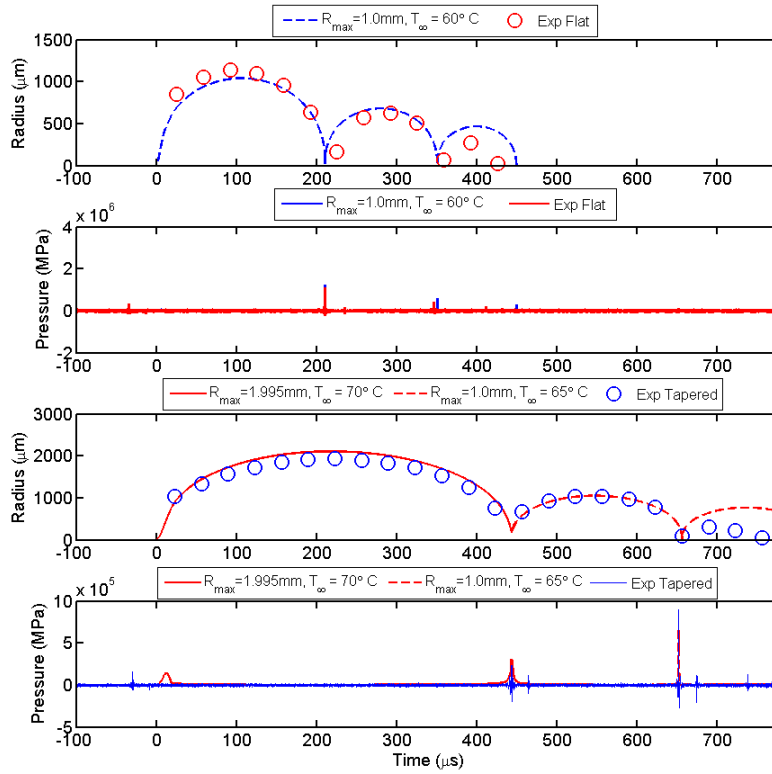 R_max=1.0mm, T_∞ = 60° C Exp Flat
1500
1000
500
0
Radius (μm)
-100 0 100 200 300 400 500 600 700
R_max=1.0mm, T_∞ = 60° C Exp Flat
x 10^6
4
2
0
-2
Pressure (MPa)
-100 0 100 200 300 400 500 600 700
R_max=1.995mm, T_∞ = 70° C R_max=1.0mm, T_∞ = 65° C Exp Tapered
3000
2000
1000
0
Radius (μm)
-100 0 100 200 300 400 500 600 700
x 10^5
R_max=1.995mm, T_∞ = 70° C R_max=1.0mm, T_∞ = 65° C Exp Tapered
10
5
0
-5
Pressure (MPa)
-100 0 100 200 300 400 500 600 700
Time (μs)